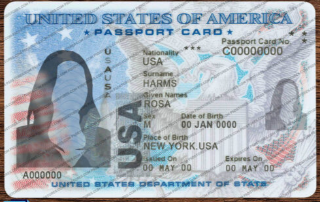 UNITED STATES OF AMERICA
PASSPORT CARD
Nationality
USA
Passport Card No
C00000000
Surname
HARMS
Given Names
ROSA
Sex
M
Date of Birth
00 JAN 0000
Place of Birth
NEW YORK.USA
Issued On
00 MAY 00
Expires On
00 MAY 00
USA
USAUSA
A000000
UNITED STATES DEPARTMENT OF STATE